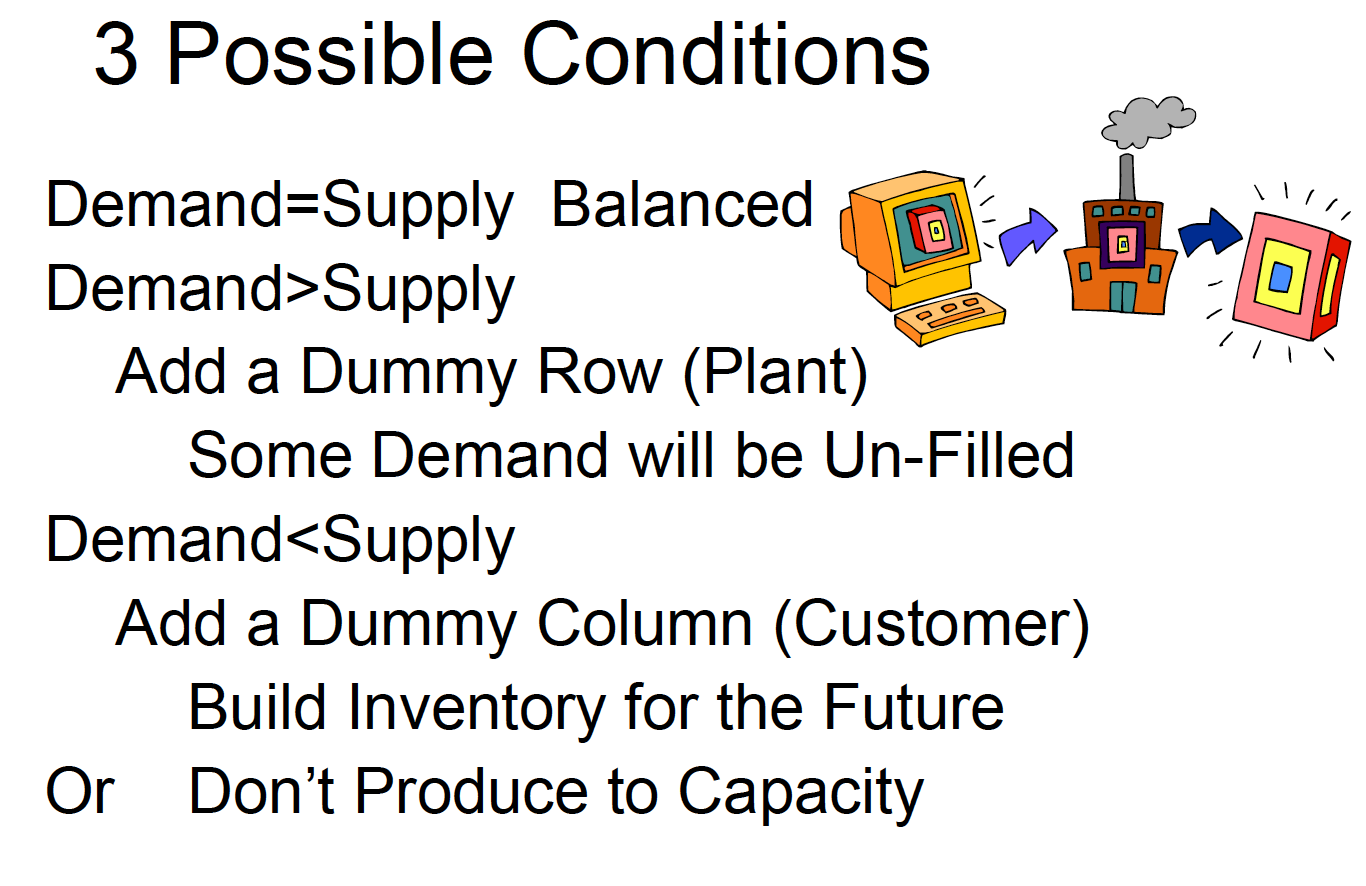 3 Possible Conditions
Demand=Supply Balanced
Demand>Supply
Add a Dummy Row (Plant)
Some Demand will be Un-Filled
Demand<Supply
Add a Dummy Column (Customer)
Build Inventory for the Future
Or Don’t Produce to Capacity